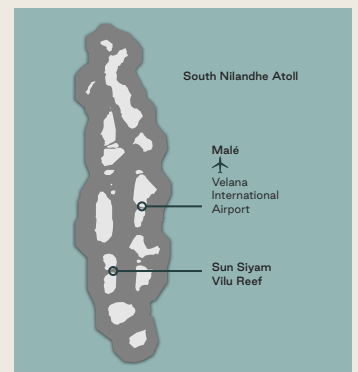 South Nilandhe Atoll
Malé
Velana
International
Airport
Sun Siyam
Vilu Reef